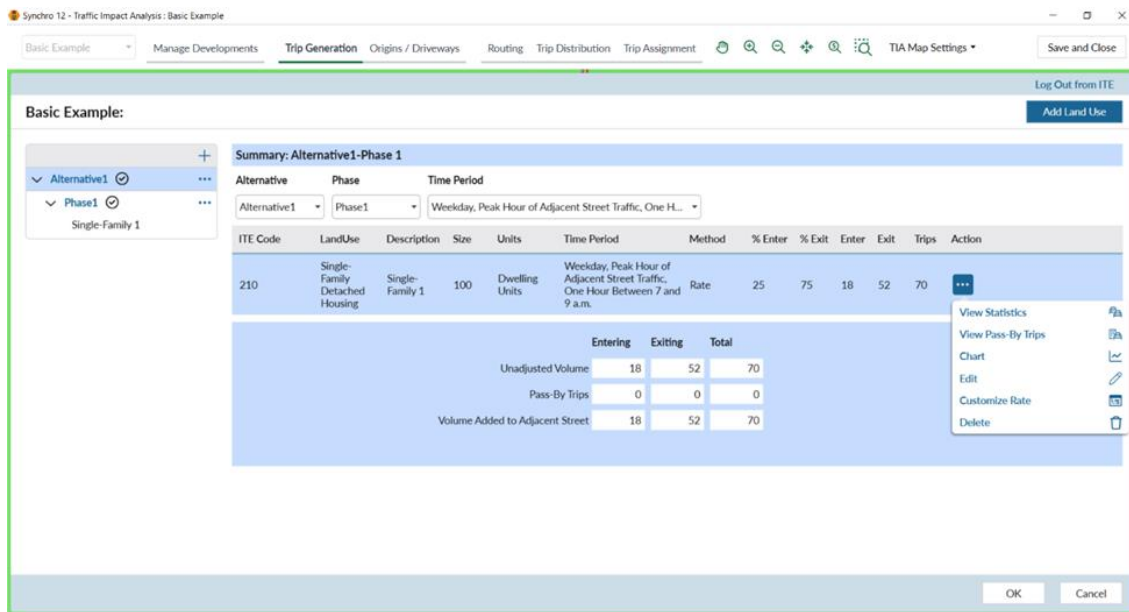 Synchro 12 - Traffic Impact Analysis : Basic Example
Basic Example Manage Developments Trip Generation Origins / Driveways Routing Trip Distribution Trip Assignment TIA Map Settings Save and Close
Log Out from ITE
Basic Example: Add Land Use
Summary: Alternative1-Phase 1
Alternative1
Phase1
Single-Family 1
Alternative Phase Time Period
Alternative1 Phase1 Weekday, Peak Hour of Adjacent Street Traffic, One H...
ITE Code LandUse Description Size Units Time Period Method % Enter % Exit Enter Exit Trips Action
210 Single-Family Detached Housing Single-Family 1 100 Dwelling Units Weekday, Peak Hour of Adjacent Street Traffic, One Hour Between 7 and 9 a.m. Rate 25 75 18 52 70
View Statistics
View Pass-By Trips
Chart
Edit
Customize Rate
Delete
Entering Exiting Total
Unadjusted Volume 18 52 70
Pass-By Trips 0 0 0
Volume Added to Adjacent Street 18 52 70
OK Cancel